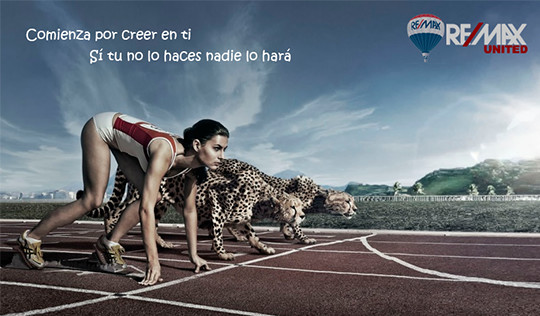 Comienza por creer en ti
Sí tu no lo haces nadie lo hará
RE/MAX
RE/MAX
UNITED